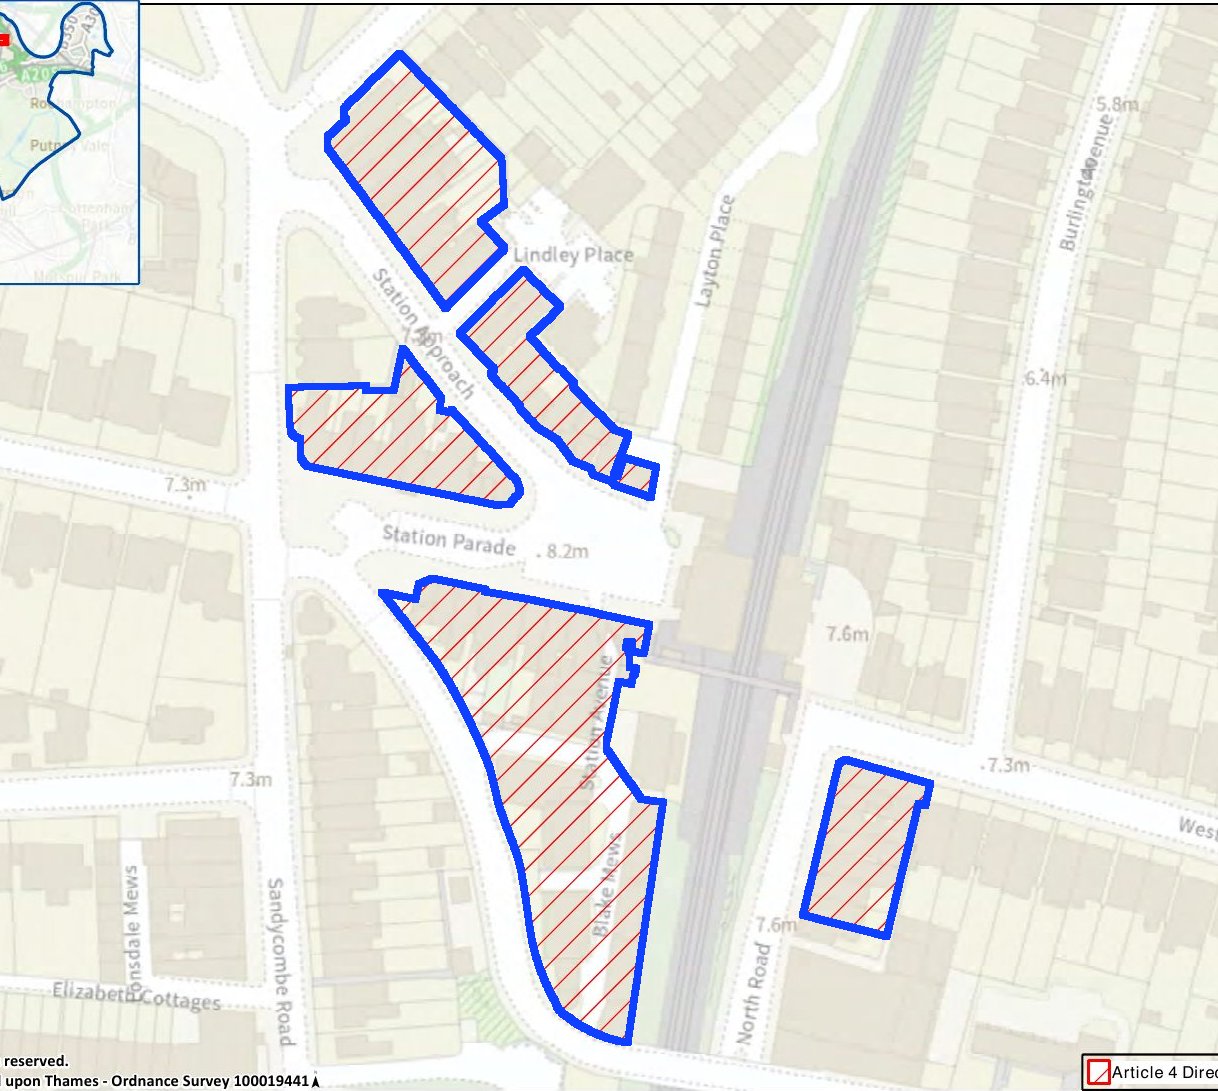 A205
Putney Vale
5.8m
Burlington Avenue
Lindley Place
Layton Place
Station Approach
6.4m
7.3m
Station Parade
8.2m
7.6m
Station Avenue
7.3m
7.3m
West
Blake Mews
Lonsdale Mews
Sandycombe Road
7.6m
North Road
Elizabeth Cottages
reserved.
upon Thames - Ordnance Survey 100019441
Article 4 Direc